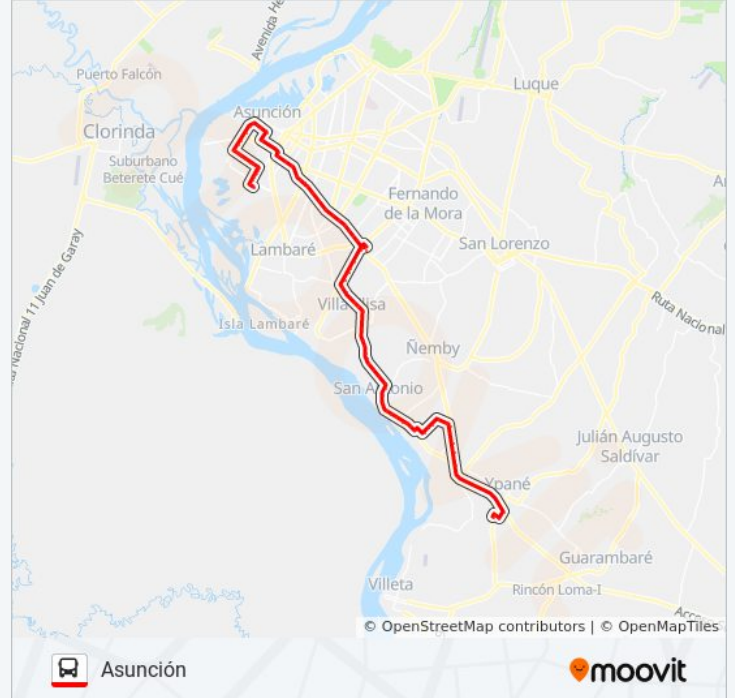 Avenida He
Puerto Falcón
Luque
Asunción
Clorinda
Suburbano
Beterete Cué
A
Fernando
de la Mora
San Lorenzo
Lambaré
a Nacional 11 Juan de Garay
Villa Elisa
Ruta Nacional
Isla Lambaré
Ñemby
San Antonio
Julián Augusto
Saldívar
Ypané
Guarambaré
Villeta
Rincón Loma-I
Acces
© OpenStreetMap contributors | © OpenMapTiles
Asunción
moovit